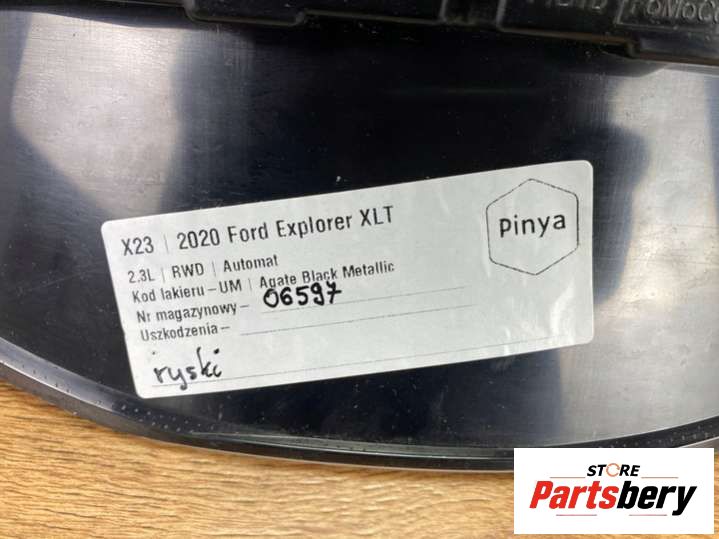 FoMoCo
X23 | 2020 Ford Explorer XLT
Pinya
2,3L | RWD | Automat
Kod lakieru – UM | Agate Black Metallic
Nr magazynowy – 06597
Uszkodzenia –
ryski
STORE
Partsbery